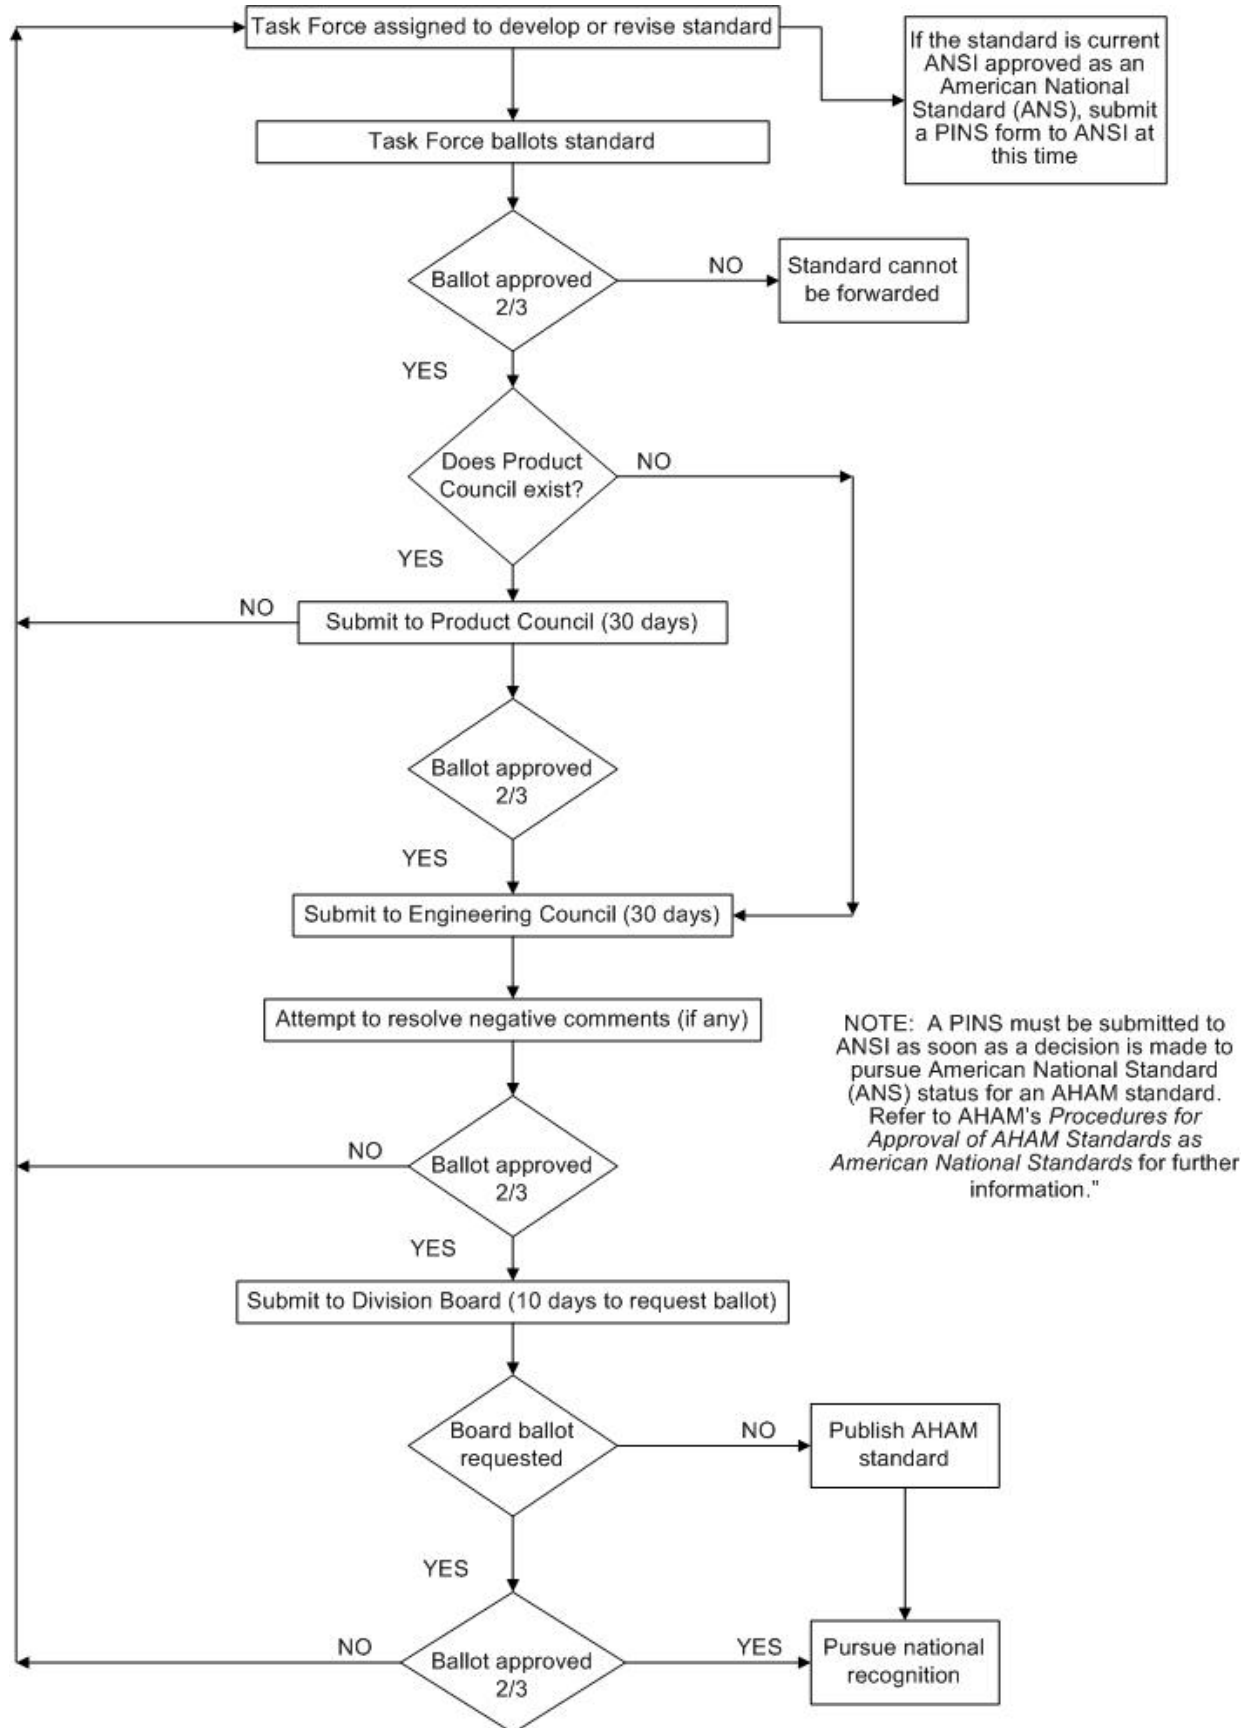 Task Force assigned to develop or revise standard
If the standard is current
ANSI approved as an
American National
Standard (ANS), submit
a PINS form to ANSI at
this time
Task Force ballots standard
Ballot approved
2/3
NO
Standard cannot
be forwarded
YES
Does Product
Council exist?
NO
YES
NO
Submit to Product Council (30 days)
Ballot approved
2/3
YES
Submit to Engineering Council (30 days)
Attempt to resolve negative comments (if any)
NOTE: A PINS must be submitted to
ANSI as soon as a decision is made to
pursue American National Standard
(ANS) status for an AHAM standard.
Refer to AHAM's Procedures for
Approval of AHAM Standards as
American National Standards for further
information."
NO
Ballot approved
2/3
YES
Submit to Division Board (10 days to request ballot)
Board ballot
requested
NO
Publish AHAM
standard
YES
NO
Ballot approved
2/3
YES
Pursue national
recognition